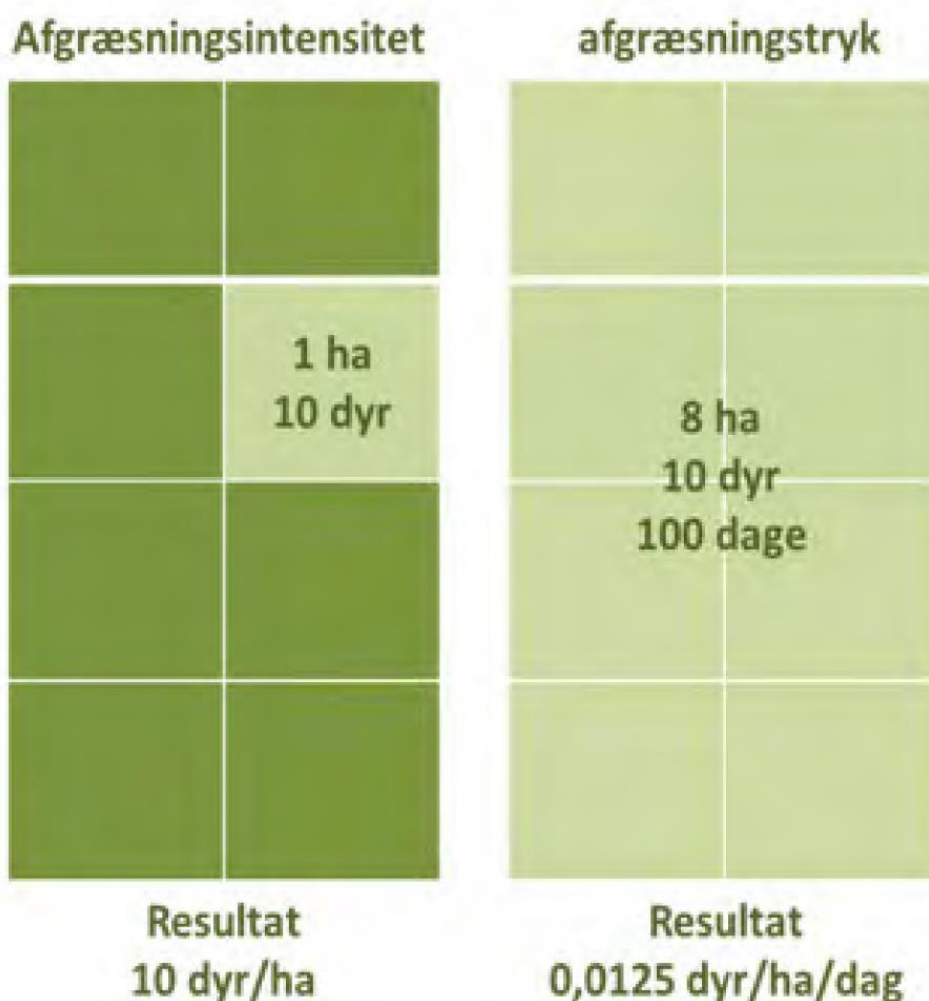 Afgræsningsintensitet
1 ha
10 dyr
Resultat
10 dyr/ha
afgræsningstryk
8 ha
10 dyr
100 dage
Resultat
0,0125 dyr/ha/dag